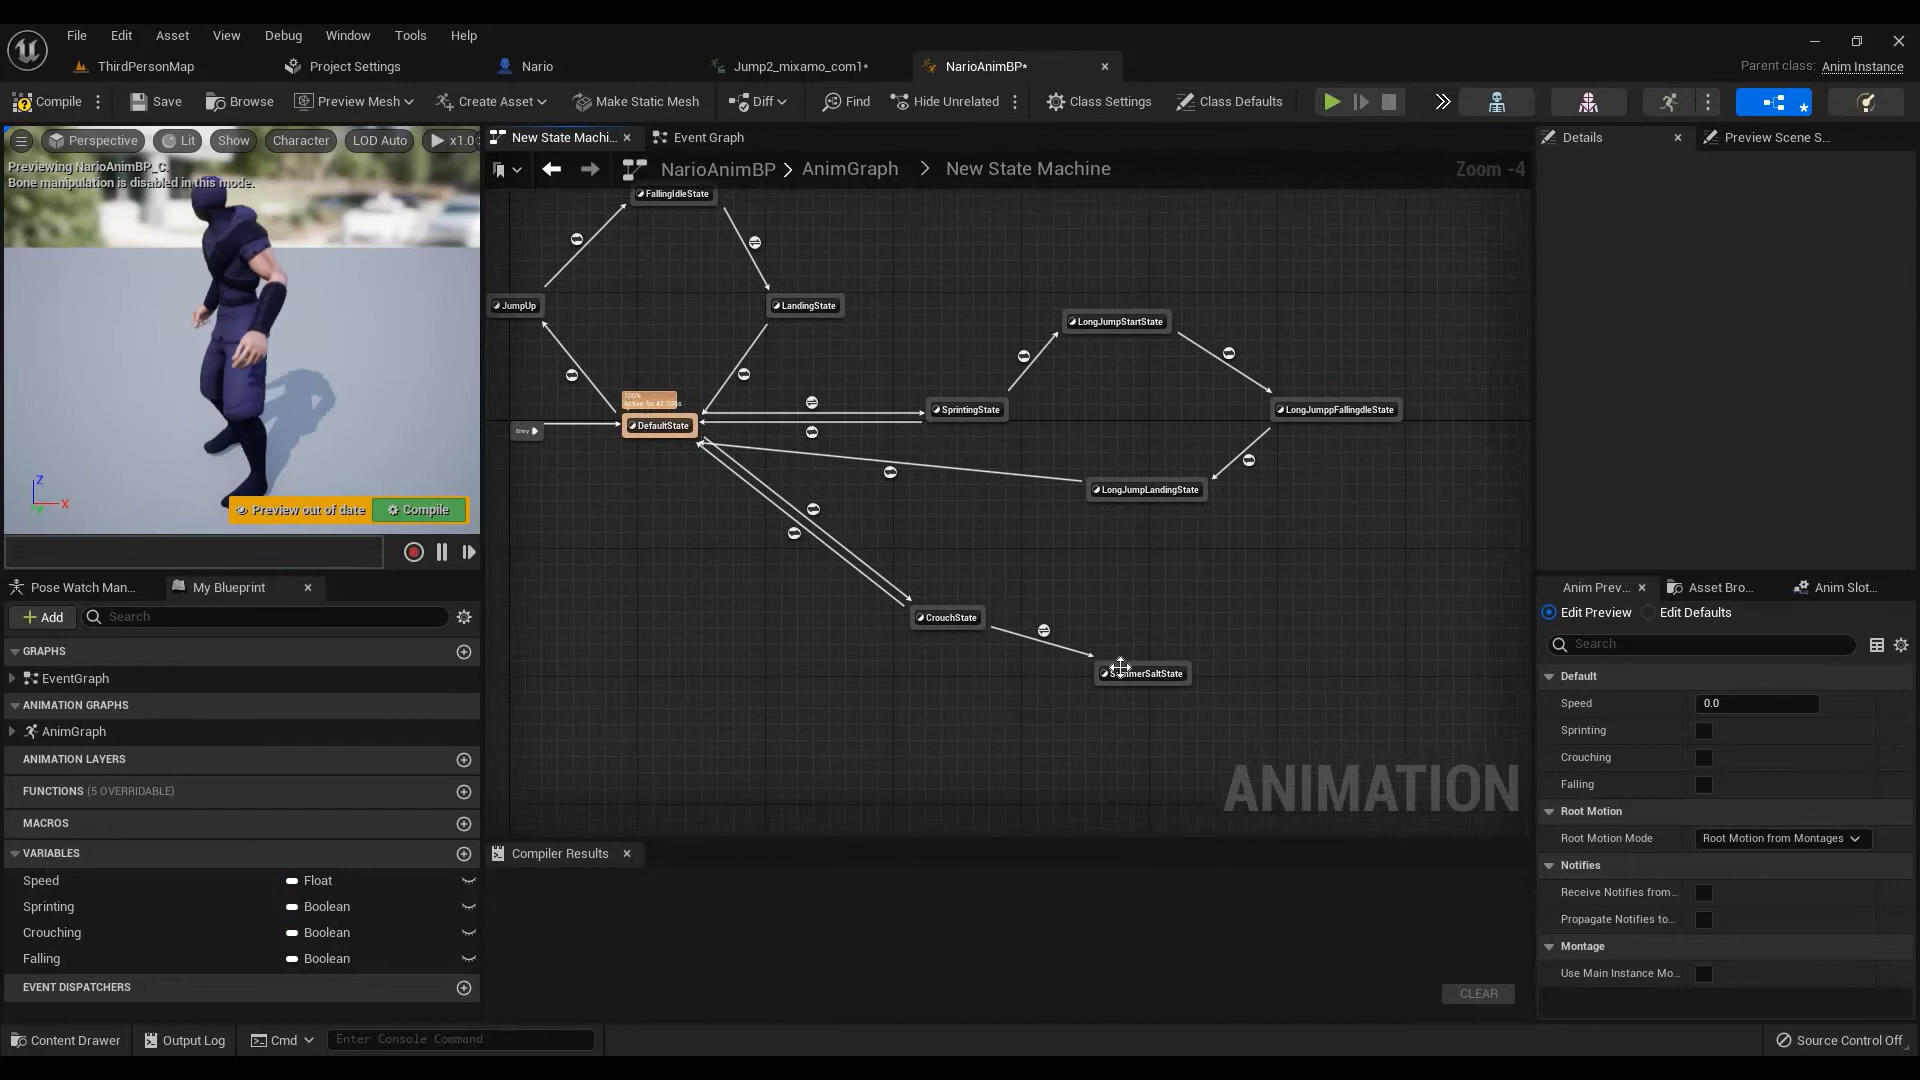 File Edit Asset View Debug Window Tools Help
ThirdPersonMap Project Settings Nario Jump2_mixamo_com1* NarioAnimBP*
Parent class: Anim Instance
Compile Save Browse Preview Mesh Create Asset Make Static Mesh Diff Find Hide Unrelated Class Settings Class Defaults
Perspective Lit Show Character LOD Auto x1.0
Previewing NarioAnimBP_C.
Bone manipulation is disabled in this mode.
Z
X
Y
Preview out of date Compile
New State Machi... Event Graph
NarioAnimBP > AnimGraph > New State Machine
Zoom -4
FallingIdleState
JumpUp
LandingState
LongJumpStartState
100%
DefaultState
Entry
SprintingState
LongJumppFallingdleState
LongJumpLandingState
CrouchState
ANIMATION
Pose Watch Man... My Blueprint
Add Search
GRAPHS
EventGraph
ANIMATION GRAPHS
AnimGraph
ANIMATION LAYERS
FUNCTIONS (5 OVERRIDABLE)
MACROS
VARIABLES
Speed Float
Sprinting Boolean
Crouching Boolean
Falling Boolean
EVENT DISPATCHERS
Compiler Results
CLEAR
Details Preview Scene S...
Anim Prev... Asset Bro... Anim Slot...
Edit Preview Edit Defaults
Search
Default
Speed 0.0
Sprinting
Crouching
Falling
Root Motion
Root Motion Mode Root Motion from Montages
Notifies
Receive Notifies from...
Propagate Notifies to...
Montage
Use Main Instance Mo...
Content Drawer Output Log Cmd Enter Console Command Source Control Off